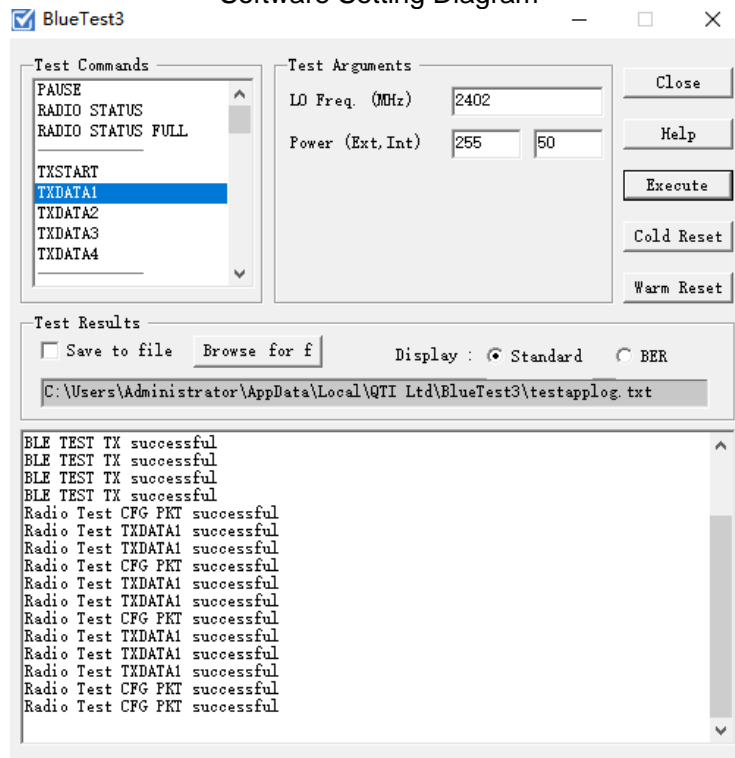 Software Setting Diagram
BlueTest3
Test Commands
PAUSE
RADIO STATUS
RADIO STATUS FULL
TXSTART
TXDATA1
TXDATA2
TXDATA3
TXDATA4
Test Arguments
LO Freq. (MHz) 2402
Power (Ext, Int) 255 50
Close
Help
Execute
Cold Reset
Warm Reset
Test Results
Save to file Browse for f Display : Standard BER
C:\Users\Administrator\AppData\Local\QTI Ltd\BlueTest3\testapplog.txt
BLE TEST TX successful
BLE TEST TX successful
BLE TEST TX successful
BLE TEST TX successful
Radio Test CFG PKT successful
Radio Test TXDATA1 successful
Radio Test TXDATA1 successful
Radio Test CFG PKT successful
Radio Test TXDATA1 successful
Radio Test TXDATA1 successful
Radio Test CFG PKT successful
Radio Test TXDATA1 successful
Radio Test TXDATA1 successful
Radio Test TXDATA1 successful
Radio Test CFG PKT successful
Radio Test CFG PKT successful